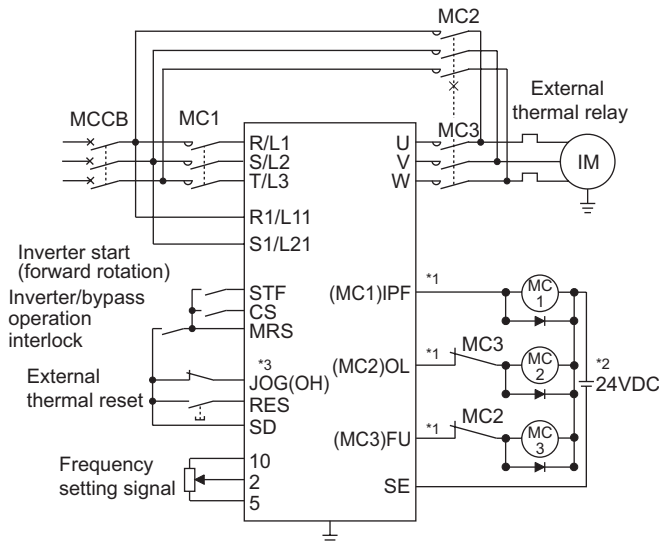 MC2
External
thermal relay
MCCB
MC1
MC3
R/L1
S/L2
T/L3
U
V
W
IM
R1/L11
S1/L21
Inverter start
(forward rotation)
Inverter/bypass
operation
interlock
STF
CS
MRS
*3
JOG(OH)
RES
SD
External
thermal reset
Frequency
setting signal
10
2
5
(MC1)IPF
*1
MC
1
(MC2)OL
*1
MC3
MC
2
*2
24VDC
(MC3)FU
*1
MC2
MC
3
SE